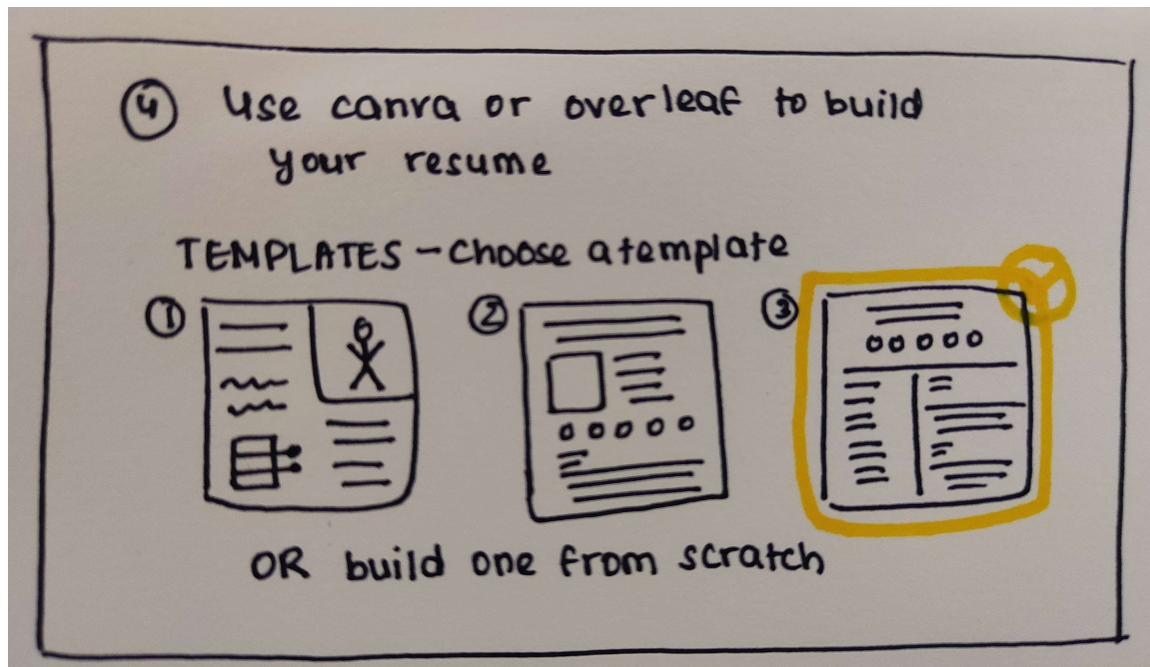 4 Use canva or overleaf to build
your resume
TEMPLATES - Choose a template
1 2 3
OR build one from scratch